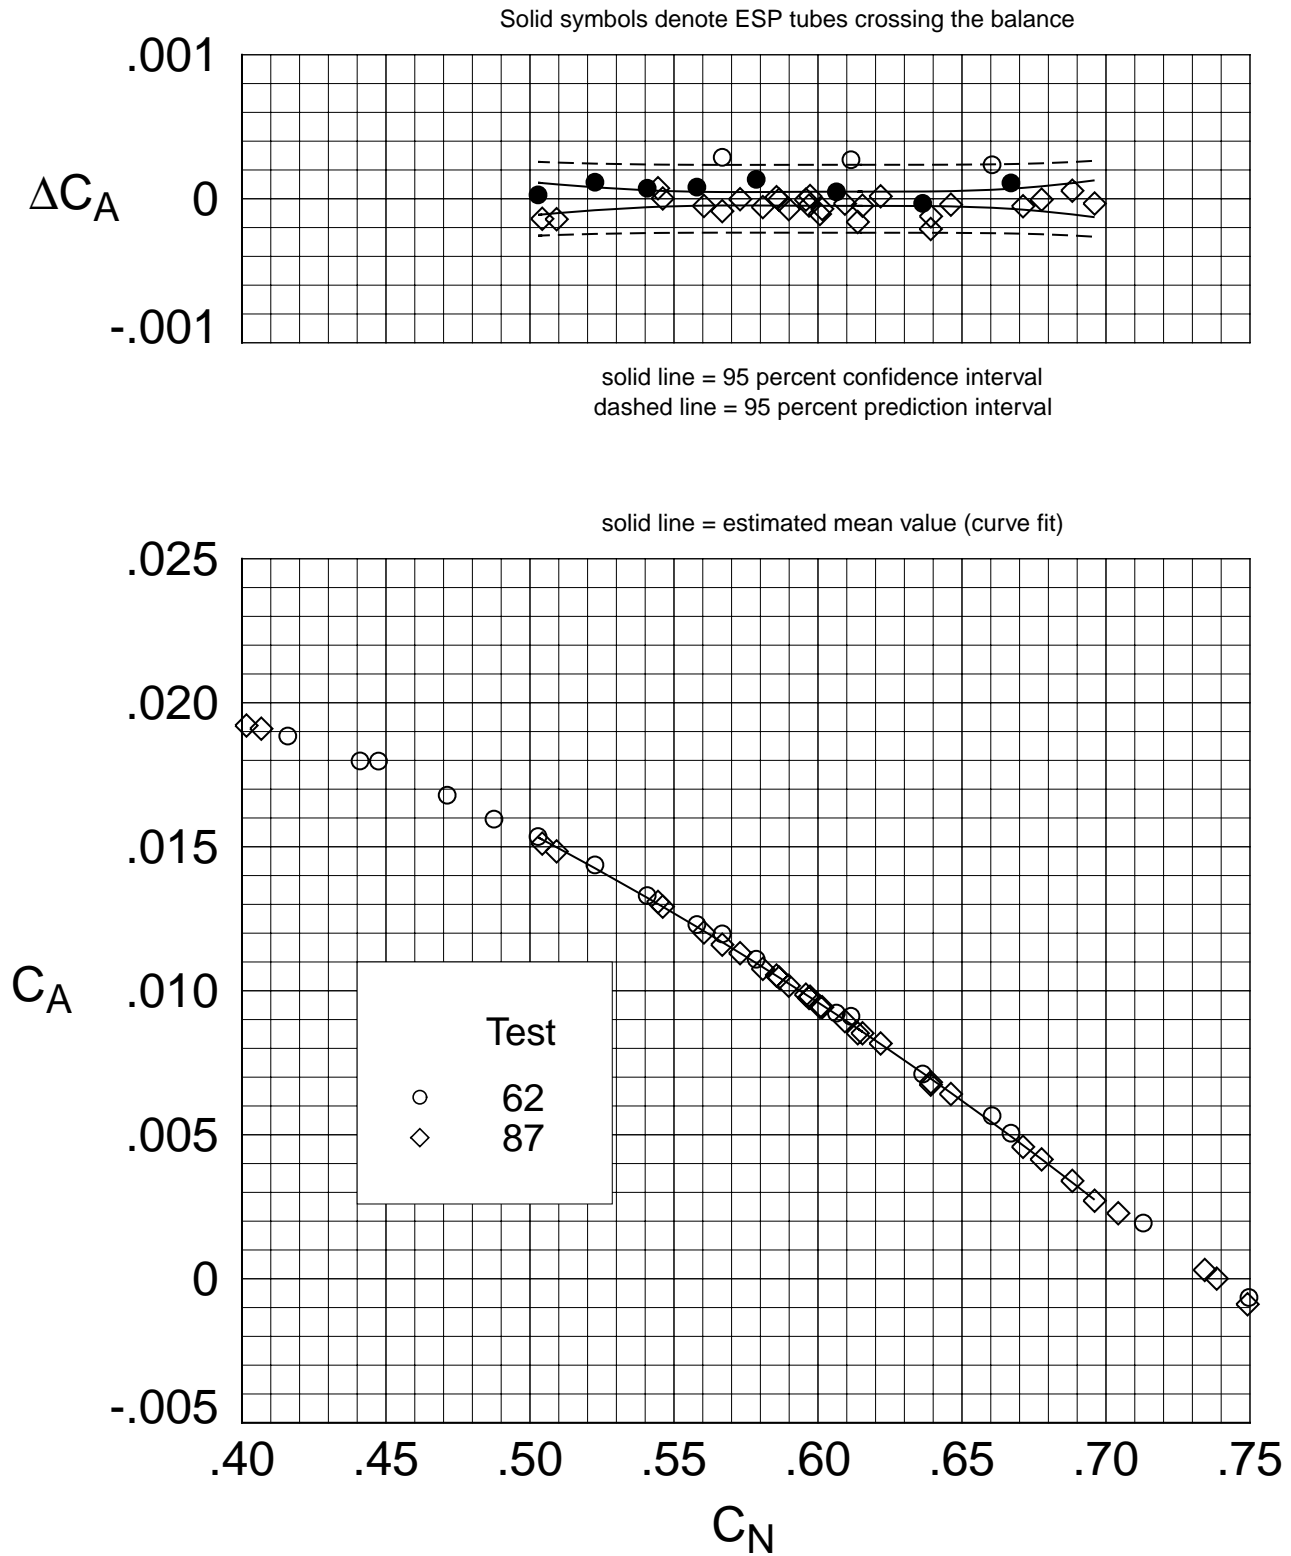 Solid symbols denote ESP tubes crossing the balance
.001
ΔC_A
0
-.001
solid line = 95 percent confidence interval
dashed line = 95 percent prediction interval
solid line = estimated mean value (curve fit)
.025
.020
.015
C_A
.010
Test
62
87
.005
0
-.005
.40 .45 .50 .55 .60 .65 .70 .75
C_N